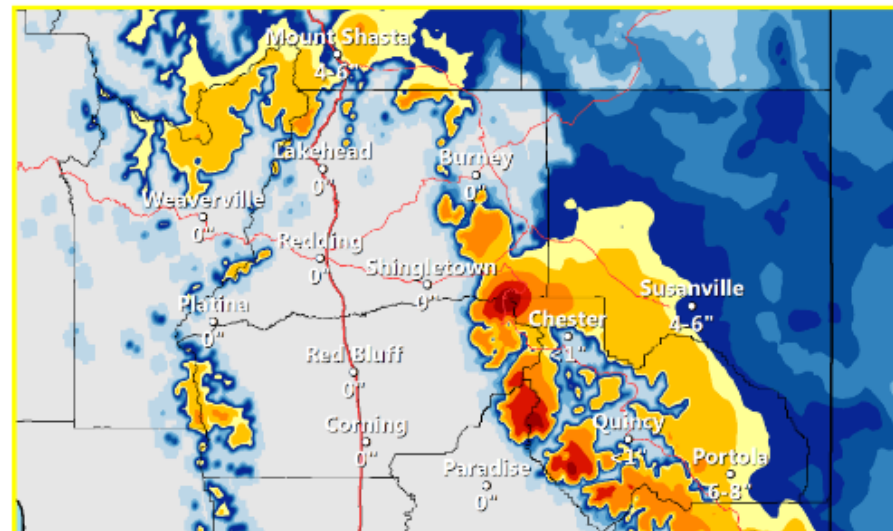 Mount Shasta
4-6"
Lakehead
0"
Burney
0"
Weaverville
0"
Redding
0"
Shingletown
0"
Susanville
4-6"
Platina
0"
Chester
<1"
Red Bluff
0"
Corning
0"
Quincy
<1"
Paradise
0"
Portola
6-8"